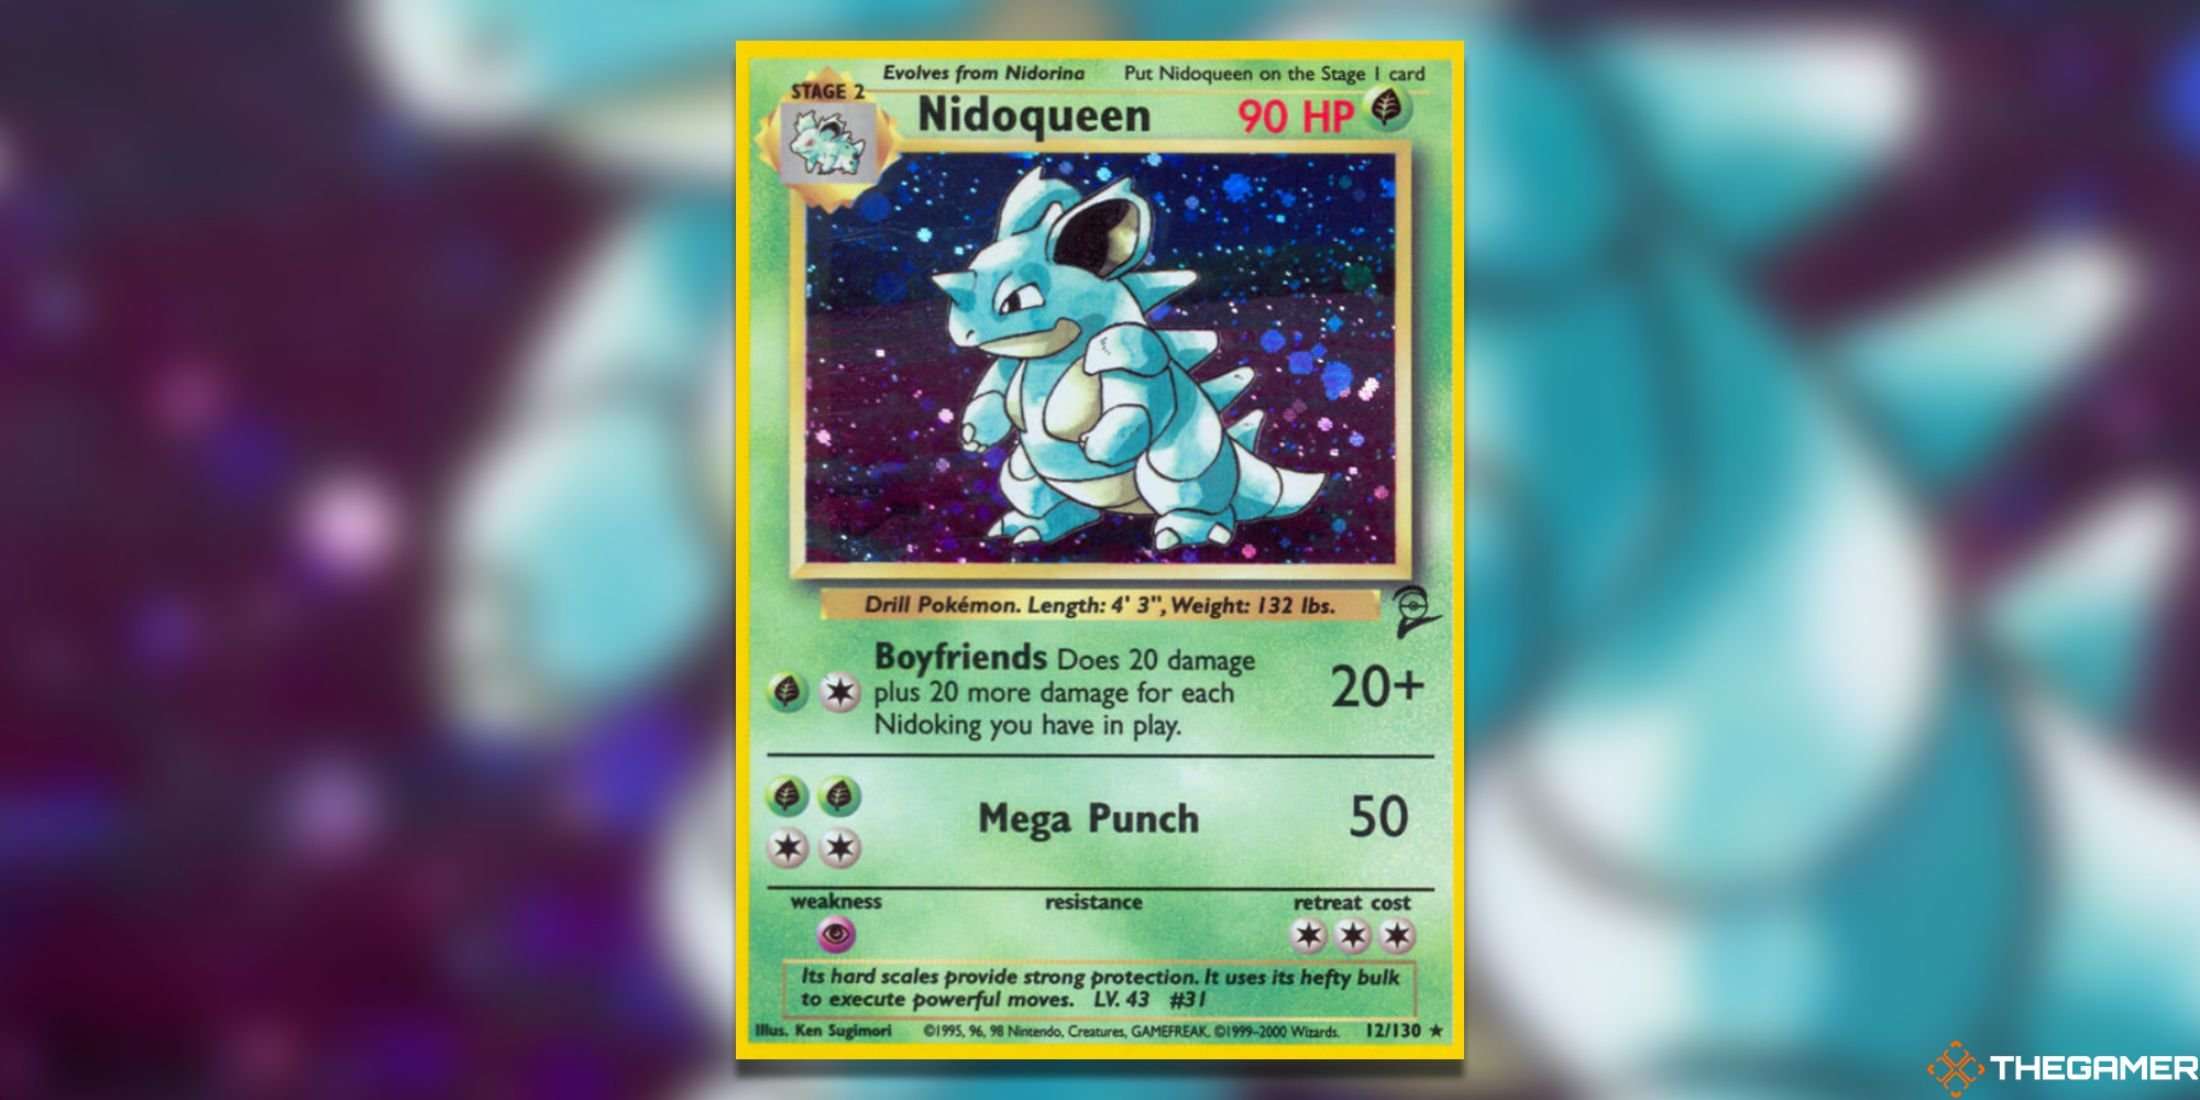 Evolves from Nidorina Put Nidoqueen on the Stage 1 card
STAGE 2
Nidoqueen 90 HP
Drill Pokémon. Length: 4' 3", Weight: 132 lbs.
Boyfriends Does 20 damage
plus 20 more damage for each
Nidoking you have in play.
20+
Mega Punch 50
weakness resistance retreat cost
Its hard scales provide strong protection. It uses its hefty bulk
to execute powerful moves. LV. 43 #31
Illus. Ken Sugimori ©1995, 96, 98 Nintendo, Creatures, GAMEFREAK. ©1999-2000 Wizards. 12/130 ★
THEGAMER